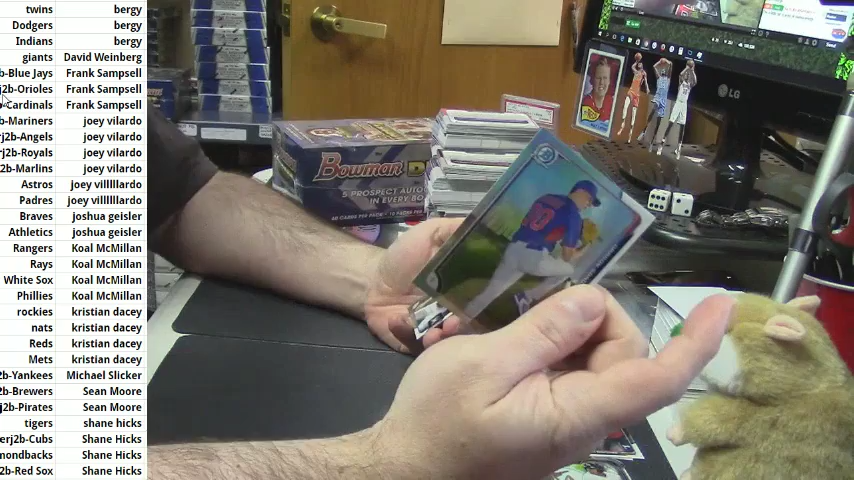 twins bergy
Dodgers bergy
Indians bergy
giants David Weinberg
b-Blue Jays Frank Sampsell
j2b-Orioles Frank Sampsell
-Cardinals Frank Sampsell
b-Mariners joey vilardo
rj2b-Angels joey vilardo
rj2b-Royals joey vilardo
2b-Marlins joey vilardo
Astros joey villlllardo
Padres joey villlllllardo
Braves joshua geisler
Athletics joshua geisler
Rangers Koal McMillan
Rays Koal McMillan
White Sox Koal McMillan
Phillies Koal McMillan
rockies kristian dacey
nats kristian dacey
Reds kristian dacey
Mets kristian dacey
2b-Yankees Michael Slicker
2b-Brewers Sean Moore
j2b-Pirates Sean Moore
tigers shane hicks
erj2b-Cubs Shane Hicks
mondbacks Shane Hicks
2b-Red Sox Shane Hicks
Bowman D
5 PROSPECT AUTO
IN EVERY BO
LG